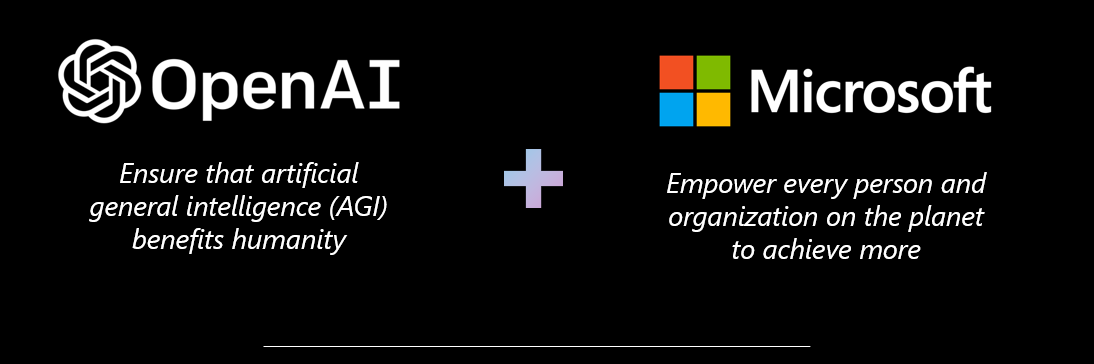 OpenAI
Ensure that artificial
general intelligence (AGI)
benefits humanity
Microsoft
Empower every person and
organization on the planet
to achieve more